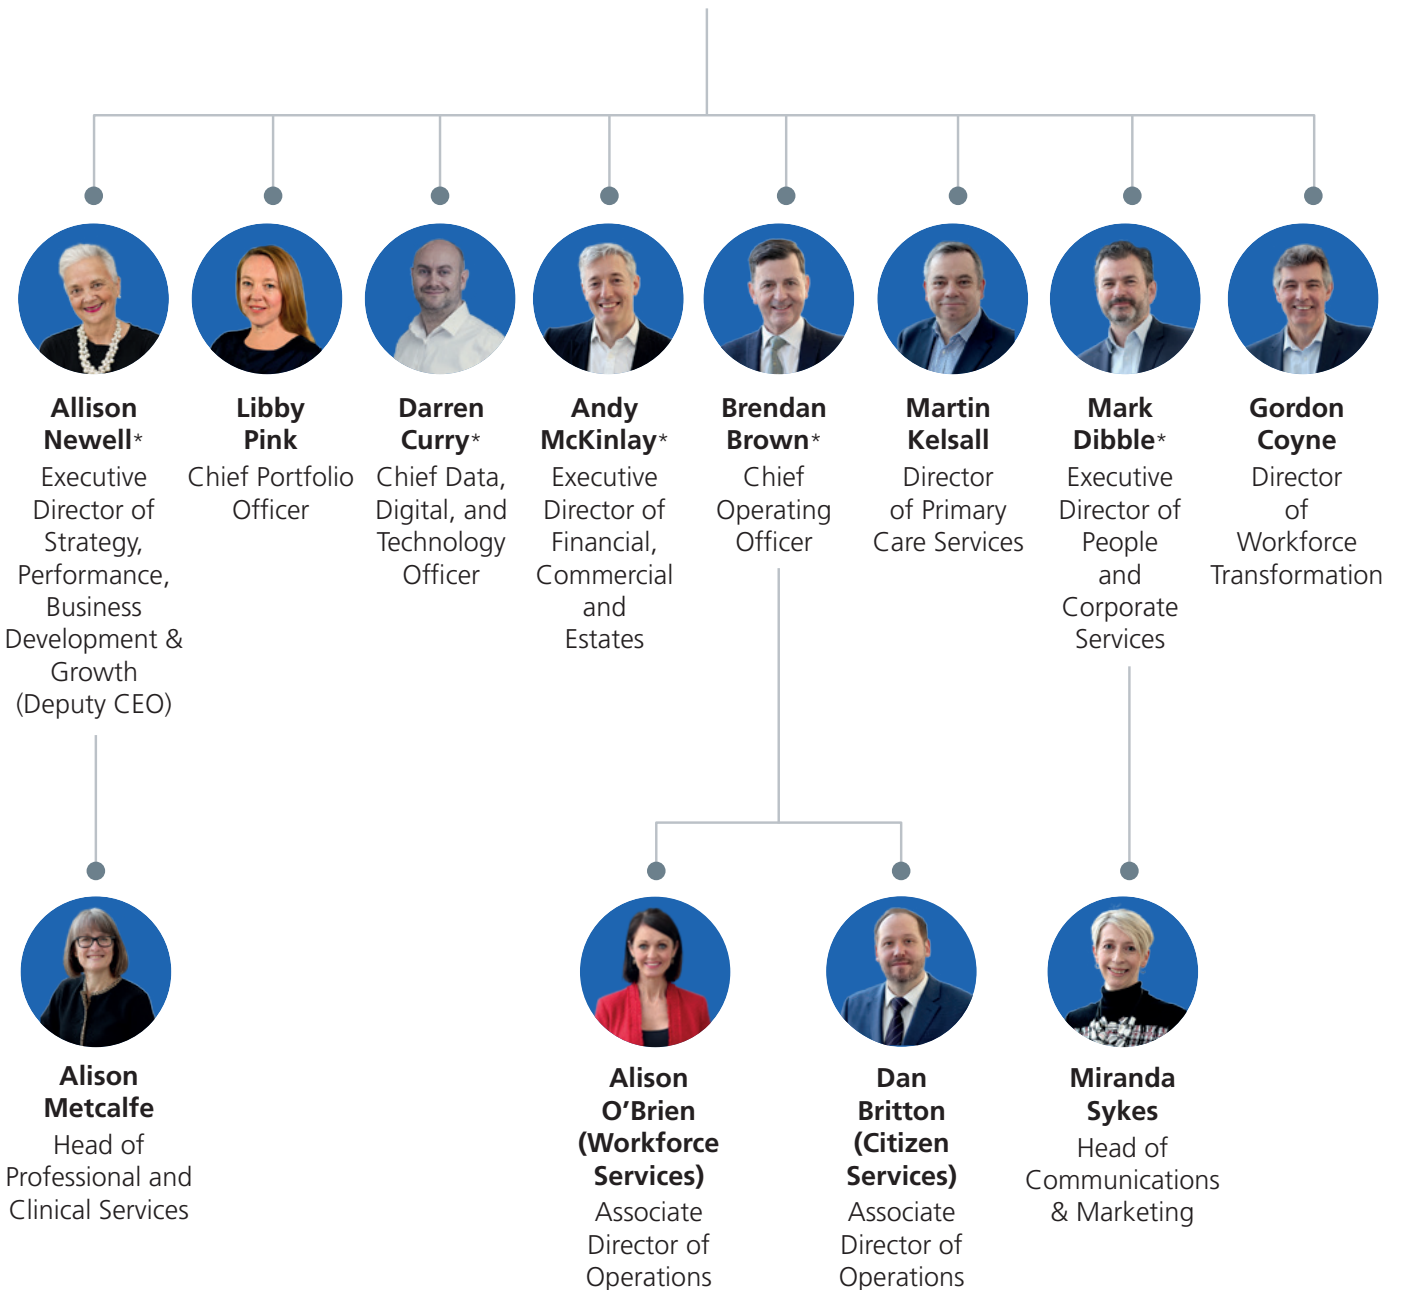 Allison
Newell*
Executive
Director of
Strategy,
Performance,
Business
Development &
Growth
(Deputy CEO)
Libby
Pink
Chief Portfolio
Officer
Darren
Curry*
Chief Data,
Digital, and
Technology
Officer
Andy
McKinlay*
Executive
Director of
Financial,
Commercial
and
Estates
Brendan
Brown*
Chief
Operating
Officer
Martin
Kelsall
Director
of Primary
Care Services
Mark
Dibble*
Executive
Director of
People
and
Corporate
Services
Gordon
Coyne
Director
of
Workforce
Transformation
Alison
Metcalfe
Head of
Professional and
Clinical Services
Alison
O’Brien
(Workforce
Services)
Associate
Director of
Operations
Dan
Britton
(Citizen
Services)
Associate
Director of
Operations
Miranda
Sykes
Head of
Communications
& Marketing